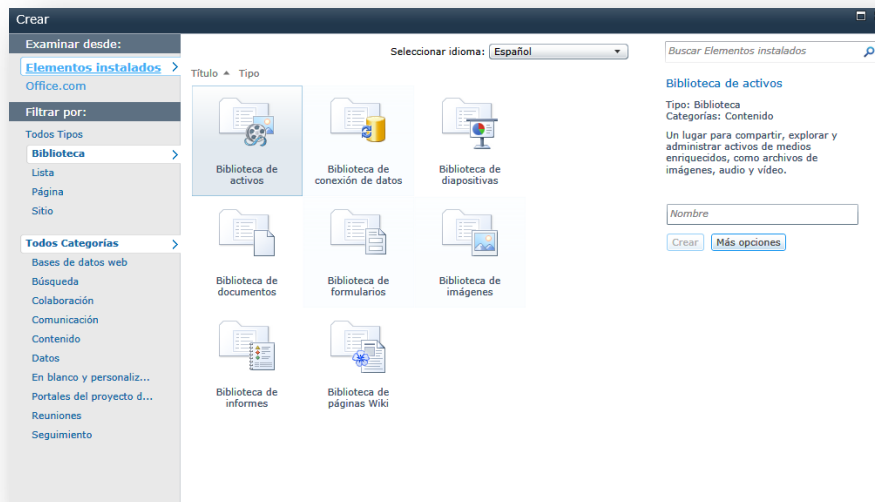 Crear
Examinar desde:
Elementos instalados
Office.com
Filtrar por:
Todos Tipos
Biblioteca
Lista
Página
Sitio
Todos Categorías
Bases de datos web
Búsqueda
Colaboración
Comunicación
Contenido
Datos
En blanco y personaliz...
Portales del proyecto d...
Reuniones
Seguimiento
Seleccionar idioma: Español
Título Tipo
Biblioteca de
activos
Biblioteca de
conexión de datos
Biblioteca de
diapositivas
Biblioteca de
documentos
Biblioteca de
formularios
Biblioteca de
imágenes
Biblioteca de
informes
Biblioteca de
páginas Wiki
Buscar Elementos instalados
Biblioteca de activos
Tipo: Biblioteca
Categorías: Contenido
Un lugar para compartir, explorar y
administrar activos de medios
enriquecidos, como archivos de
imágenes, audio y vídeo.
Nombre
Crear Más opciones